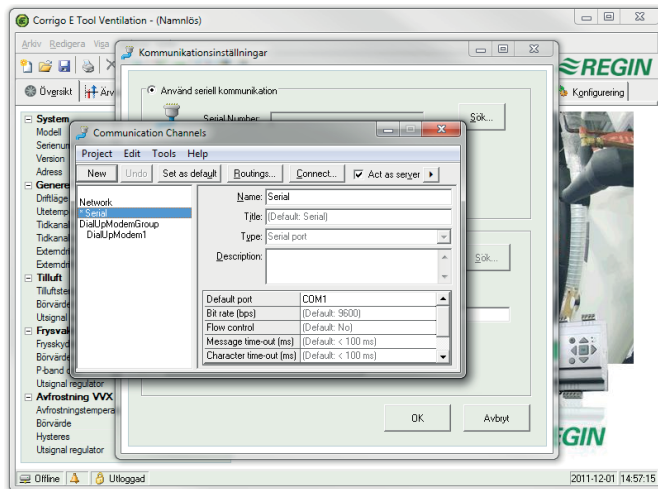 Corrigo E Tool Ventilation - (Namnlös)
Arkiv Redigera Visa
REGIN
Översikt
Konfigurering
Kommunikationsinställningar
Använd seriell kommunikation
Serial Number
Sök...
Sök...
OK
Avbryt
Communication Channels
Project Edit Tools Help
New Undo Set as default Routings... Connect... Act as server
Network
* Serial
DialUpModemGroup
DialUpModem1
Name: Serial
Title: (Default: Serial)
Type: Serial port
Description:
Default port COM1
Bit rate (bps) (Default: 9600)
Flow control (Default: No)
Message time-out (ms) (Default: < 100 ms)
Character time-out (ms) (Default: < 100 ms)
System
Modell
Version
Adress
Driftläge
Tilluft
Börvärde
Börvärde
Utsignal regulator
Avfrostning VVX
Börvärde
Hysteres
Utsignal regulator
GIN
Offline Utloggad 2011-12-01 14:57:15